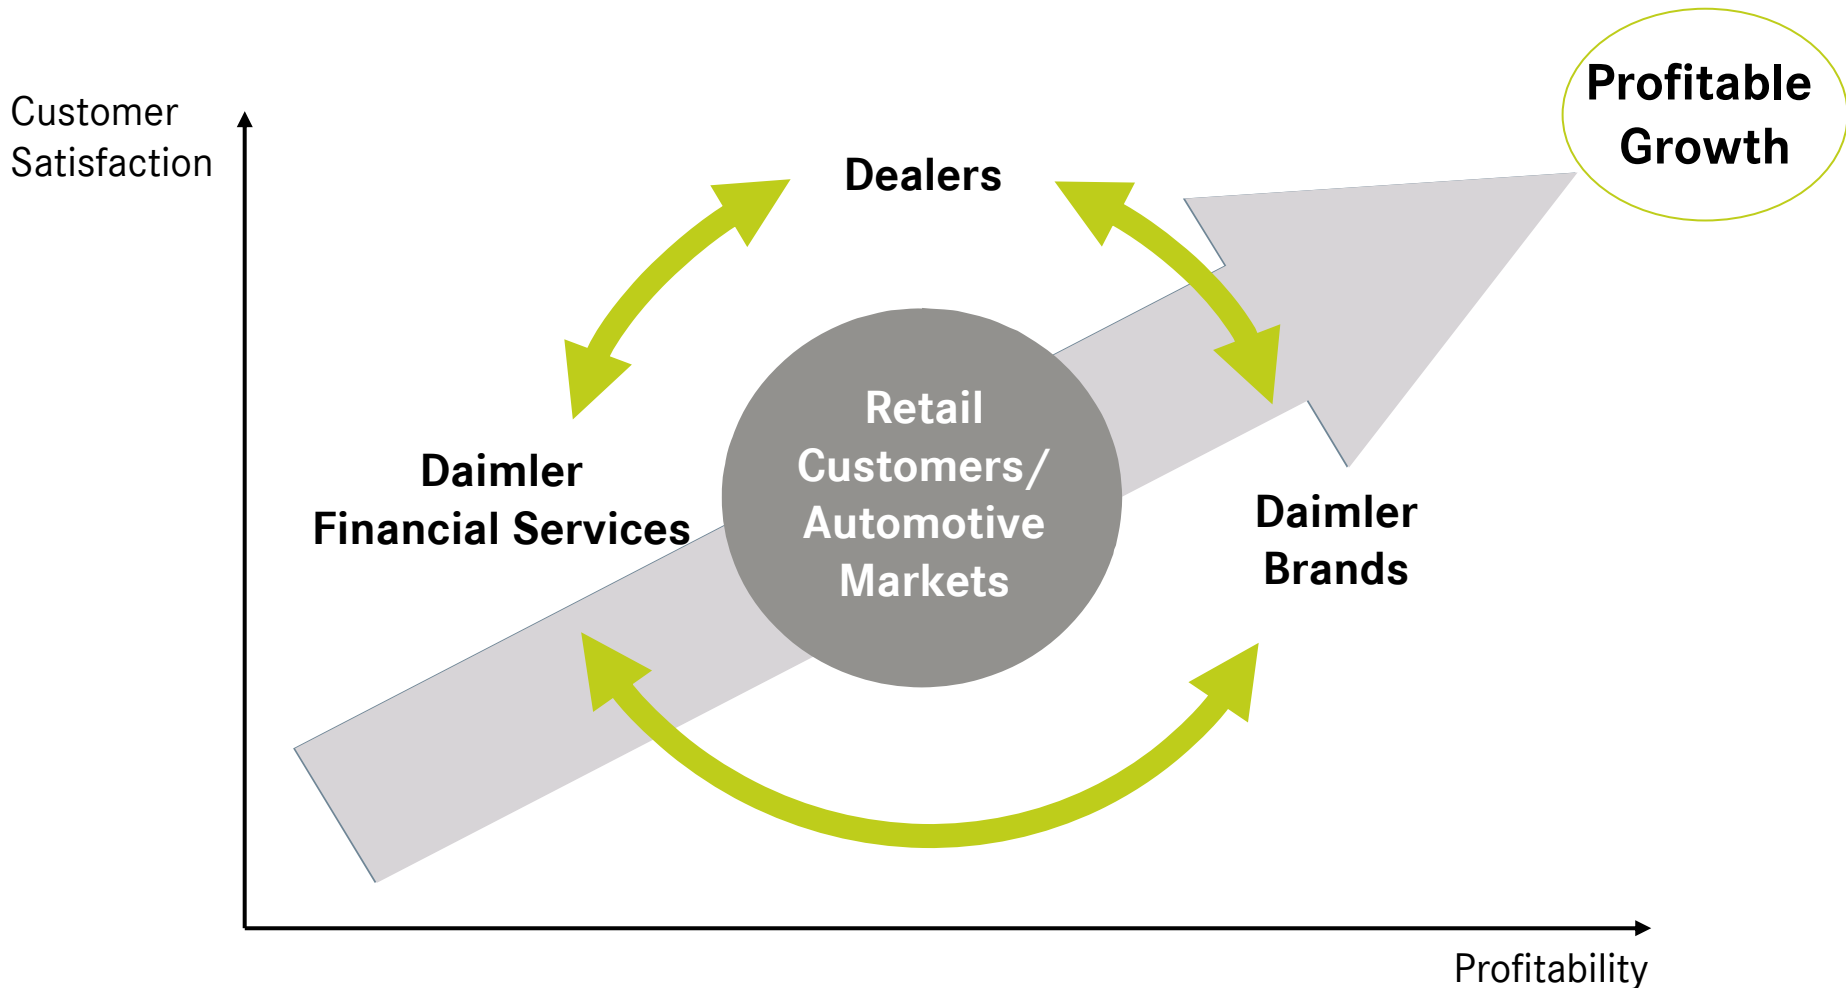 Profitable
Growth
Customer
Satisfaction
Dealers
Retail
Customers/
Automotive
Markets
Daimler
Financial Services
Daimler
Brands
Profitability